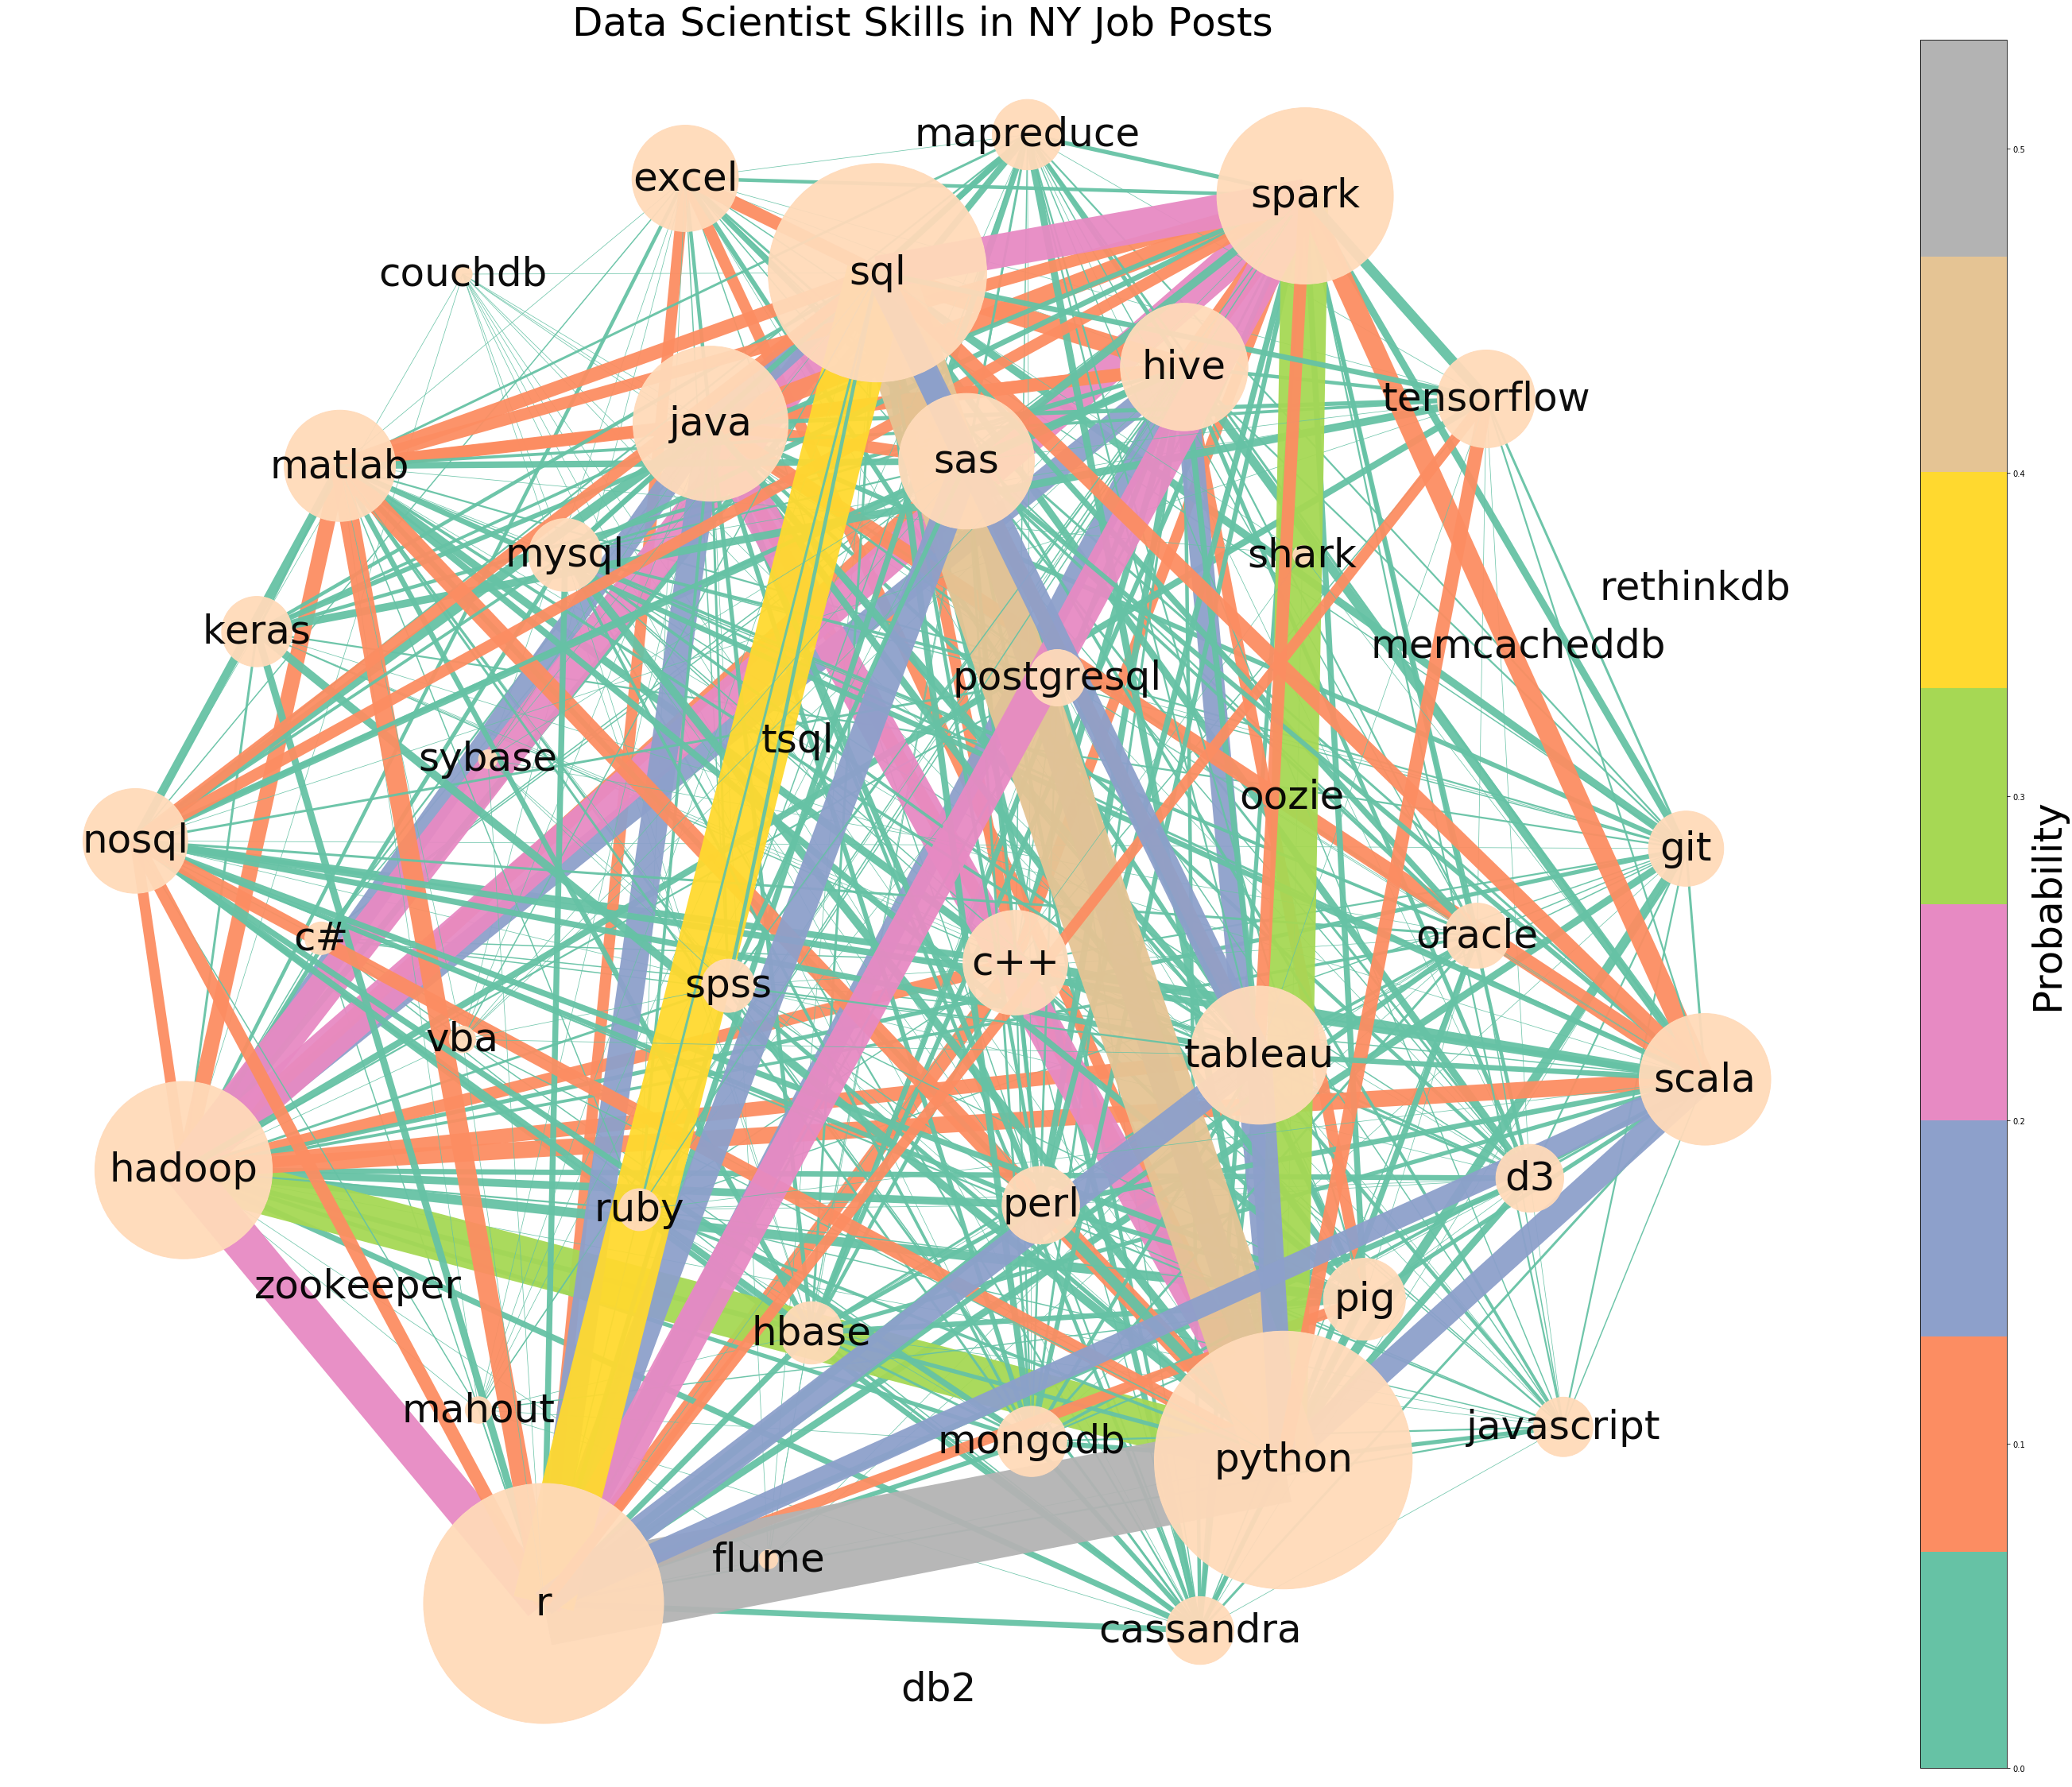 Data Scientist Skills in NY Job Posts
mapreduce
excel
spark
sql
couchdb
hive
tensorflow
java
sas
matlab
mysql
shark
rethinkdb
keras
memcacheddb
postgresql
tsql
sybase
oozie
nosql
git
c#
oracle
c++
spss
vba
tableau
scala
hadoop
d3
perl
ruby
zookeeper
pig
hbase
mahout
javascript
mongodb
python
flume
r
cassandra
db2
0.5
0.4
0.3
0.2
0.1
0.0
Probability